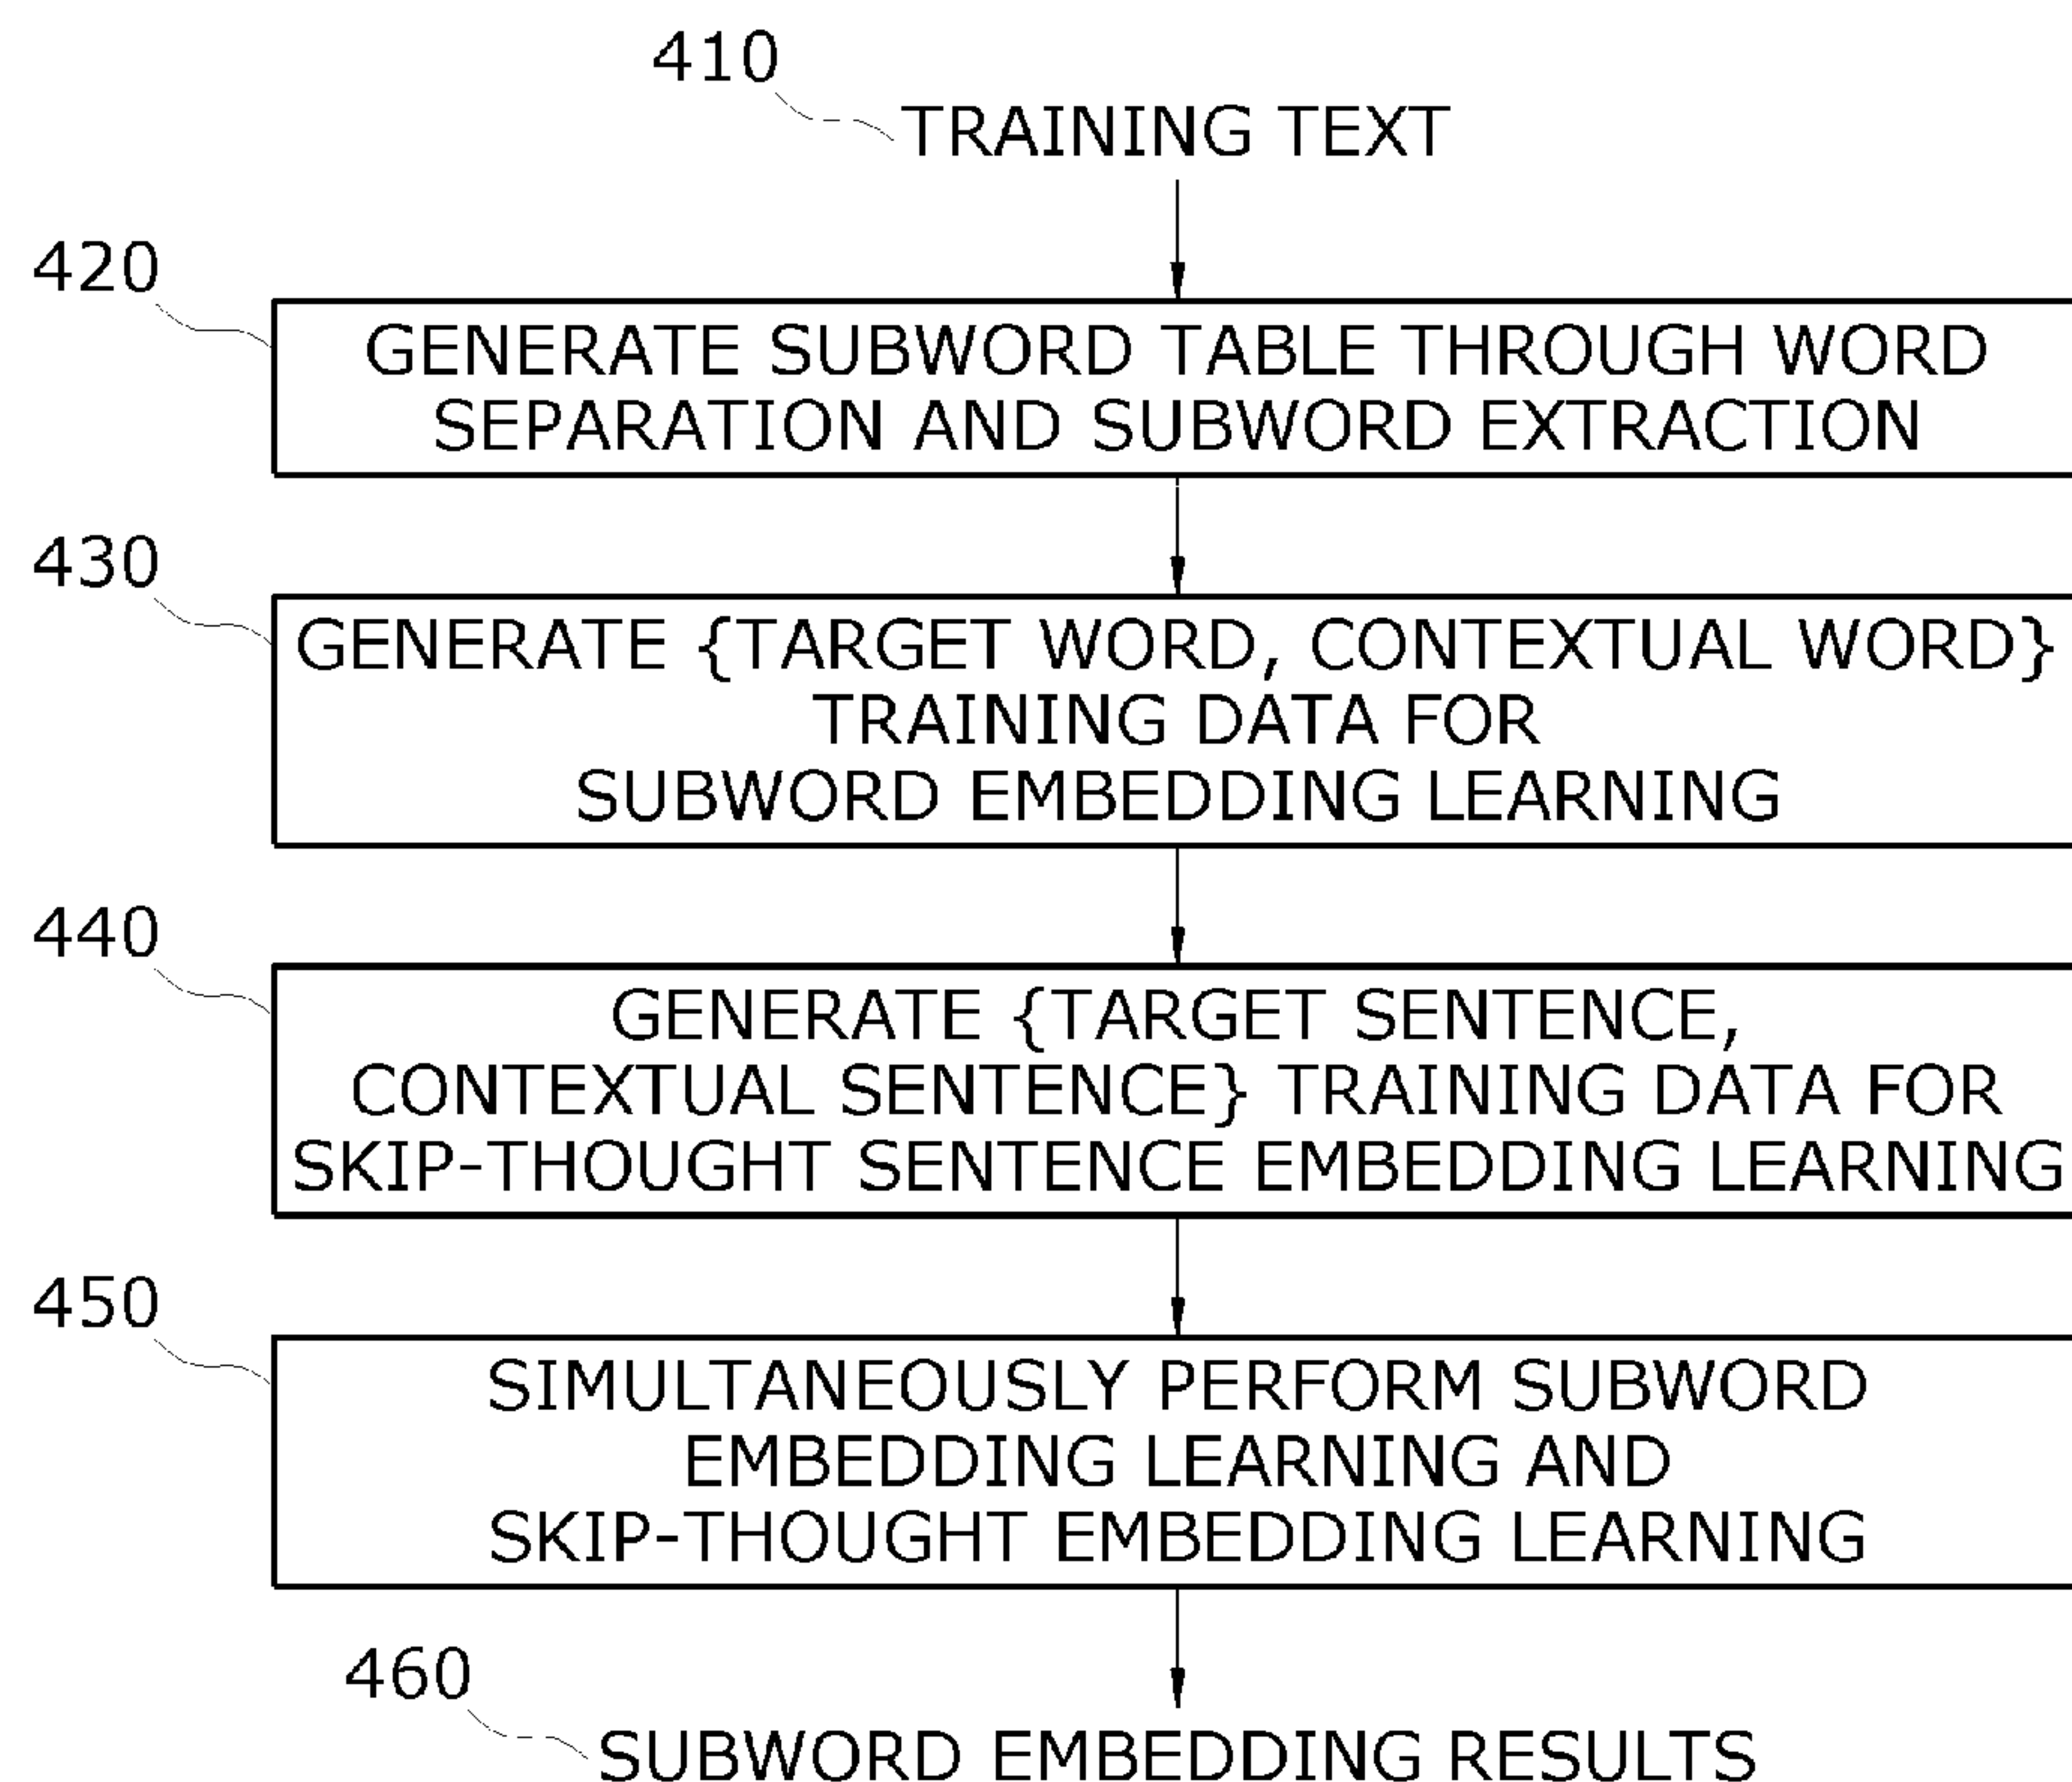 410
TRAINING TEXT
420
GENERATE SUBWORD TABLE THROUGH WORD
SEPARATION AND SUBWORD EXTRACTION
430
GENERATE {TARGET WORD, CONTEXTUAL WORD}
TRAINING DATA FOR
SUBWORD EMBEDDING LEARNING
440
GENERATE {TARGET SENTENCE,
CONTEXTUAL SENTENCE} TRAINING DATA FOR
SKIP-THOUGHT SENTENCE EMBEDDING LEARNING
450
SIMULTANEOUSLY PERFORM SUBWORD
EMBEDDING LEARNING AND
SKIP-THOUGHT EMBEDDING LEARNING
460
SUBWORD EMBEDDING RESULTS